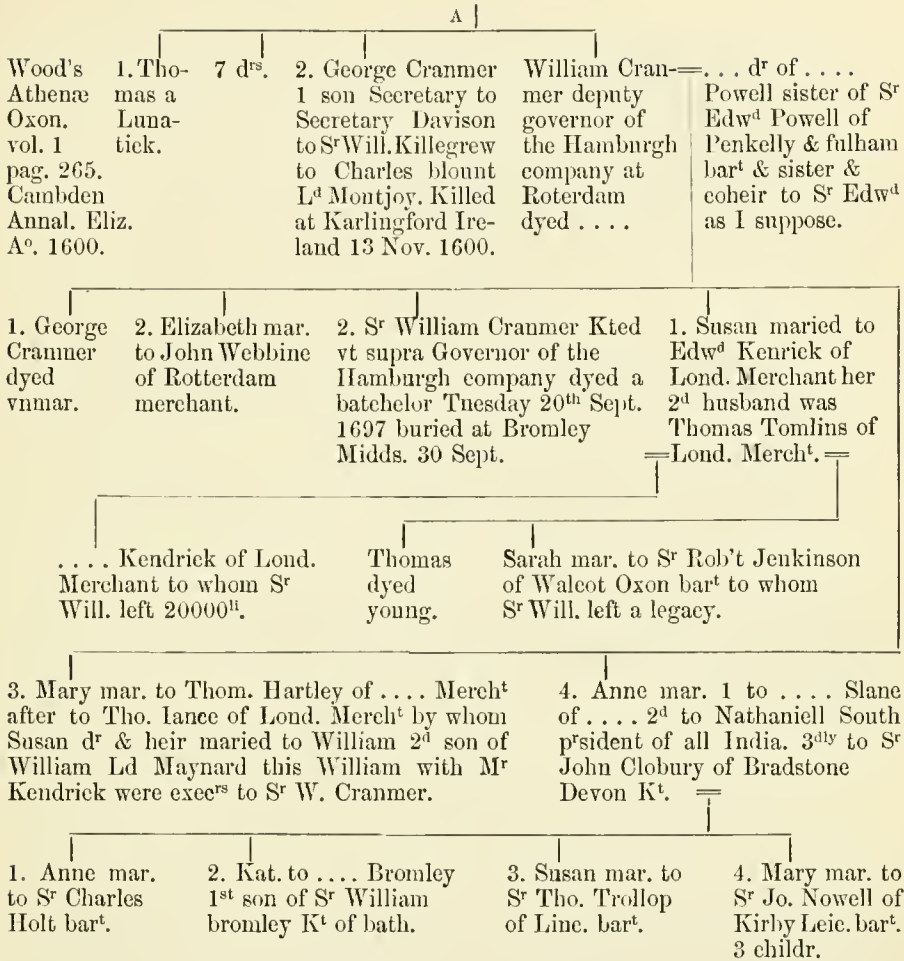 A
Wood's
Athenæ
Oxon.
vol. 1
pag. 265.
Cambden
Annal. Eliz.
Aº. 1600.
1. Tho-
mas a
Luna-
tick.
7 dʳˢ.
2. George Cranmer
1 son Secretary to
Secretary Davison
to Sʳ Will. Killegrew
to Charles blount
Lᵈ Montjoy. Killed
at Karlingford Ire-
land 13 Nov. 1600.
William Cran-
mer deputy
governor of
the Hamburgh
company at
Roterdam
dyed . . . .
=. . . dʳ of . . . .
Powell sister of Sʳ
Edwᵈ Powell of
Penkelly & fulham
barᵗ & sister &
coheir to Sʳ Edwᵈ
as I suppose.
1. George
Cranmer
dyed
vnmar.
2. Elizabeth mar.
to John Webbine
of Rotterdam
merchant.
2. Sʳ William Cranmer Kted
vt supra Governor of the
Hamburgh company dyed a
batchelor Tuesday 20ᵗʰ Sept.
1697 buried at Bromley
Midds. 30 Sept.
1. Susan maried to
Edwᵈ Kenrick of
Lond. Merchant her
2ᵈ husband was
Thomas Tomlins of
=Lond. Merchᵗ.=
. . . . Kendrick of Lond.
Merchant to whom Sʳ
Will. left 20000ˡⁱ.
Thomas
dyed
young.
Sarah mar. to Sʳ Rob't Jenkinson
of Walcot Oxon barᵗ to whom
Sʳ Will. left a legacy.
3. Mary mar. to Thom. Hartley of . . . . Merchᵗ
after to Tho. Iance of Lond. Merchᵗ by whom
Susan dʳ & heir maried to William 2ᵈ son of
William Ld Maynard this William with Mʳ
Kendrick were execʳˢ to Sʳ W. Cranmer.
4. Anne mar. 1 to . . . . Slane
of . . . . 2ᵈ to Nathaniell South
pʳsident of all India. 3ᵈˡʸ to Sʳ
John Clobury of Bradstone
Devon Kᵗ. =
1. Anne mar.
to Sʳ Charles
Holt barᵗ.
2. Kat. to . . . . Bromley
1ˢᵗ son of Sʳ William
bromley Kᵗ of bath.
3. Susan mar. to
Sʳ Tho. Trollop
of Linc. barᵗ.
4. Mary mar. to
Sʳ Jo. Nowell of
Kirby Leic. barᵗ.
3 childr.